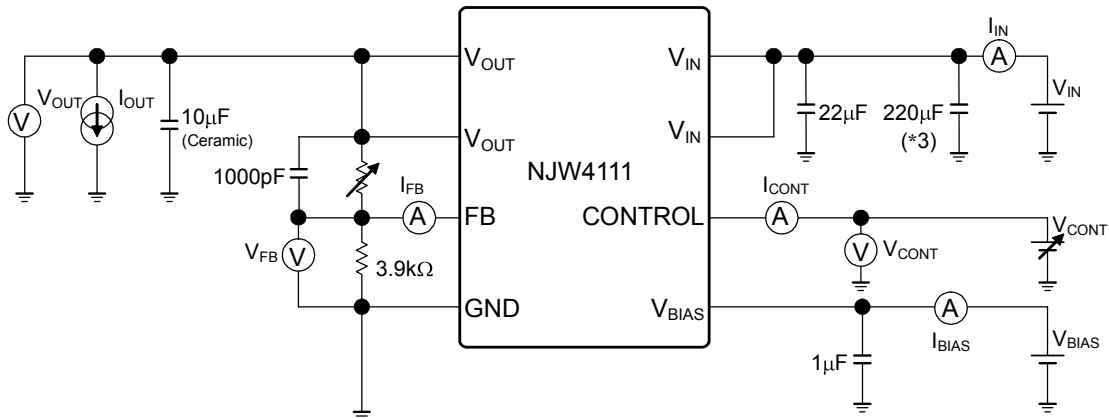 I_IN
V_OUT
V_IN
V_OUT
I_OUT
10μF
(Ceramic)
22μF
220μF
(*3)
V_IN
V
A
V_OUT
V_IN
1000pF
NJW4111
I_FB
I_CONT
A
FB
CONTROL
A
V_CONT
V_FB
V
3.9kΩ
V
V_CONT
GND
V_BIAS
A
I_BIAS
V_BIAS
1μF